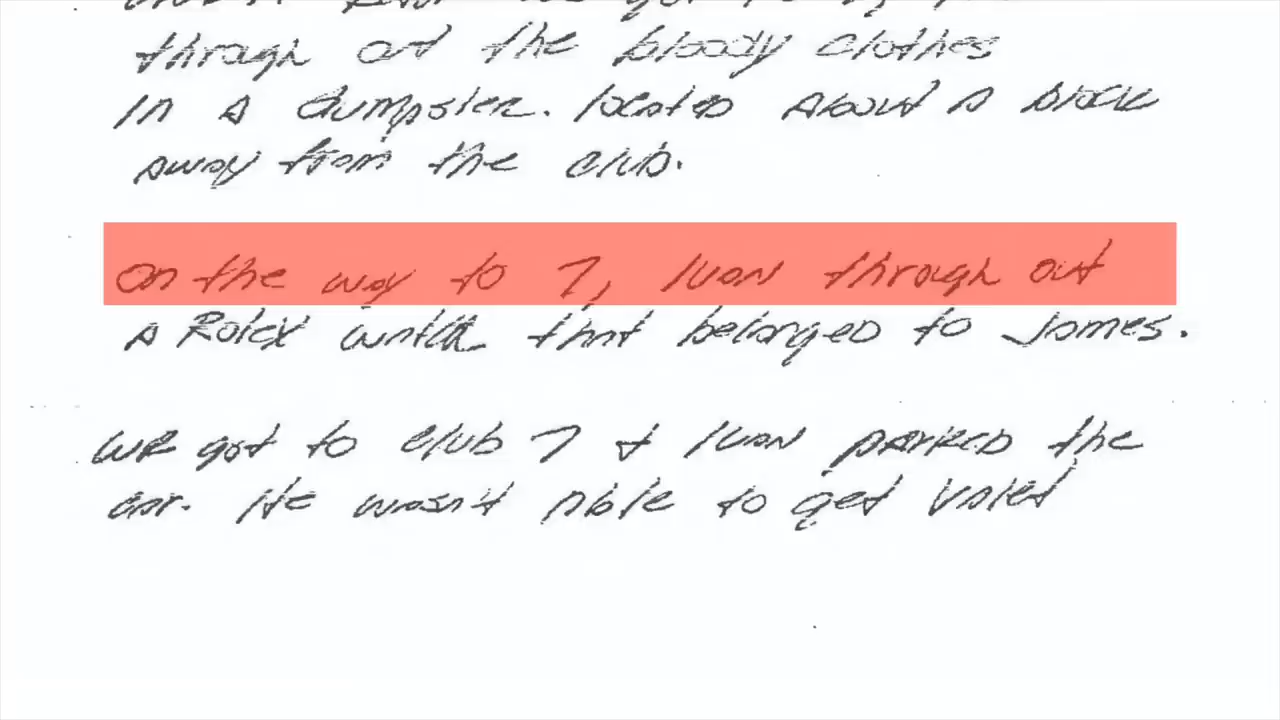 through out the bloody clothes
in a dumpster. located about a block
away from the club.
on the way to 7, Ivan through out
a Rolex watch that belonged to James.
We got to Club 7 & Ivan parked the
car. He wasn't able to get valet